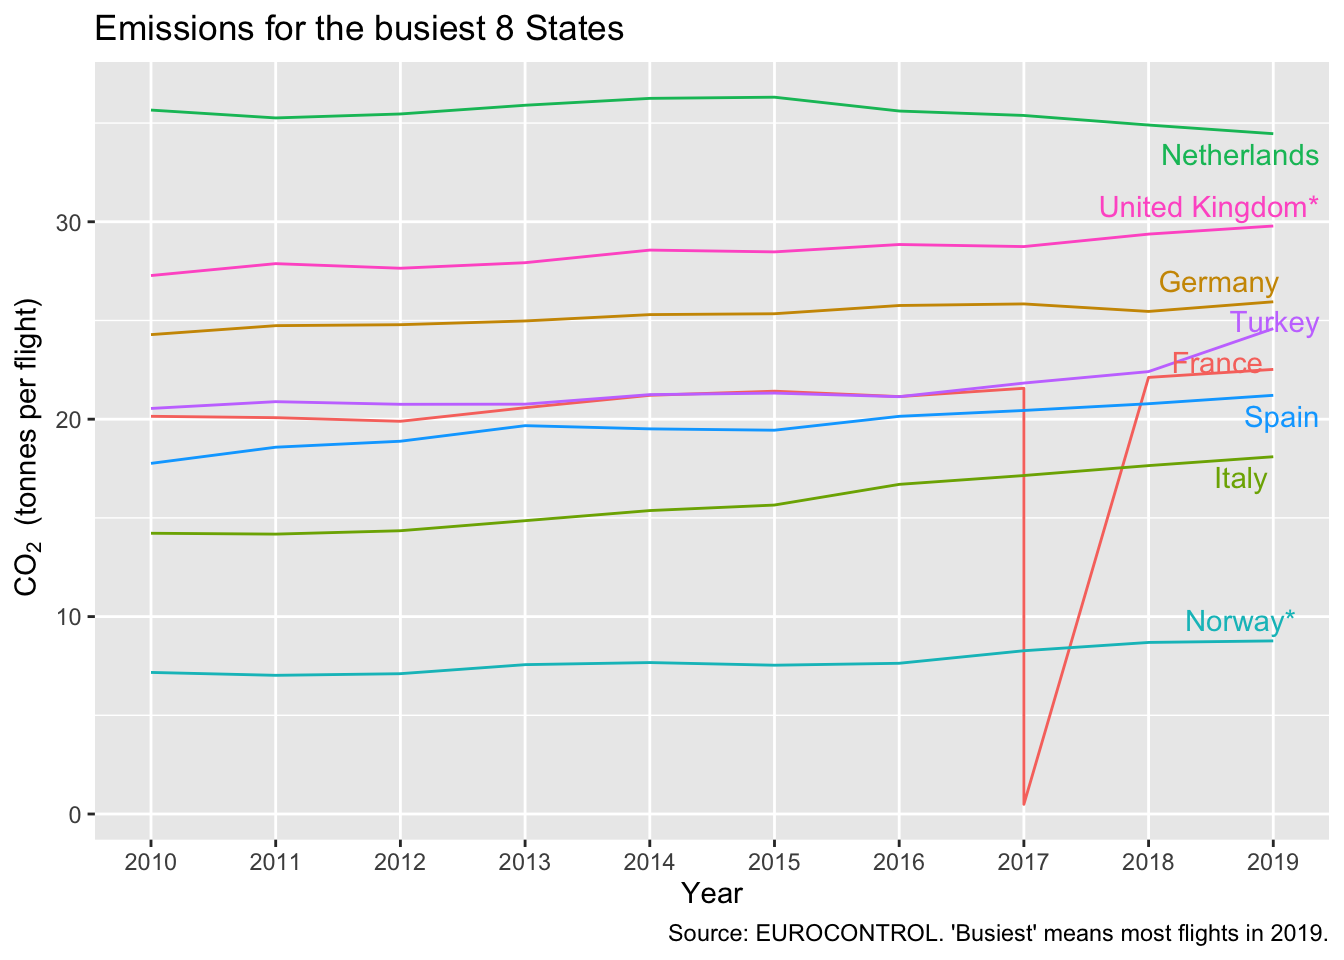 Emissions for the busiest 8 States
CO₂ (tonnes per flight)
30
20
10
0
Netherlands
United Kingdom*
Germany
Turkey
France
Spain
Italy
Norway*
2010 2011 2012 2013 2014 2015 2016 2017 2018 2019
Year
Source: EUROCONTROL. 'Busiest' means most flights in 2019.